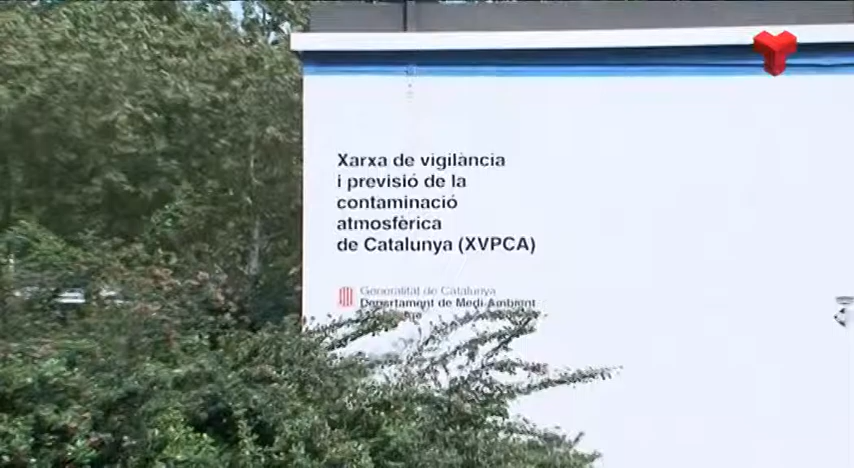 Xarxa de vigilància
i previsió de la
contaminació
atmosfèrica
de Catalunya (XVPCA)
Generalitat de Catalunya
Departament de Medi Ambient